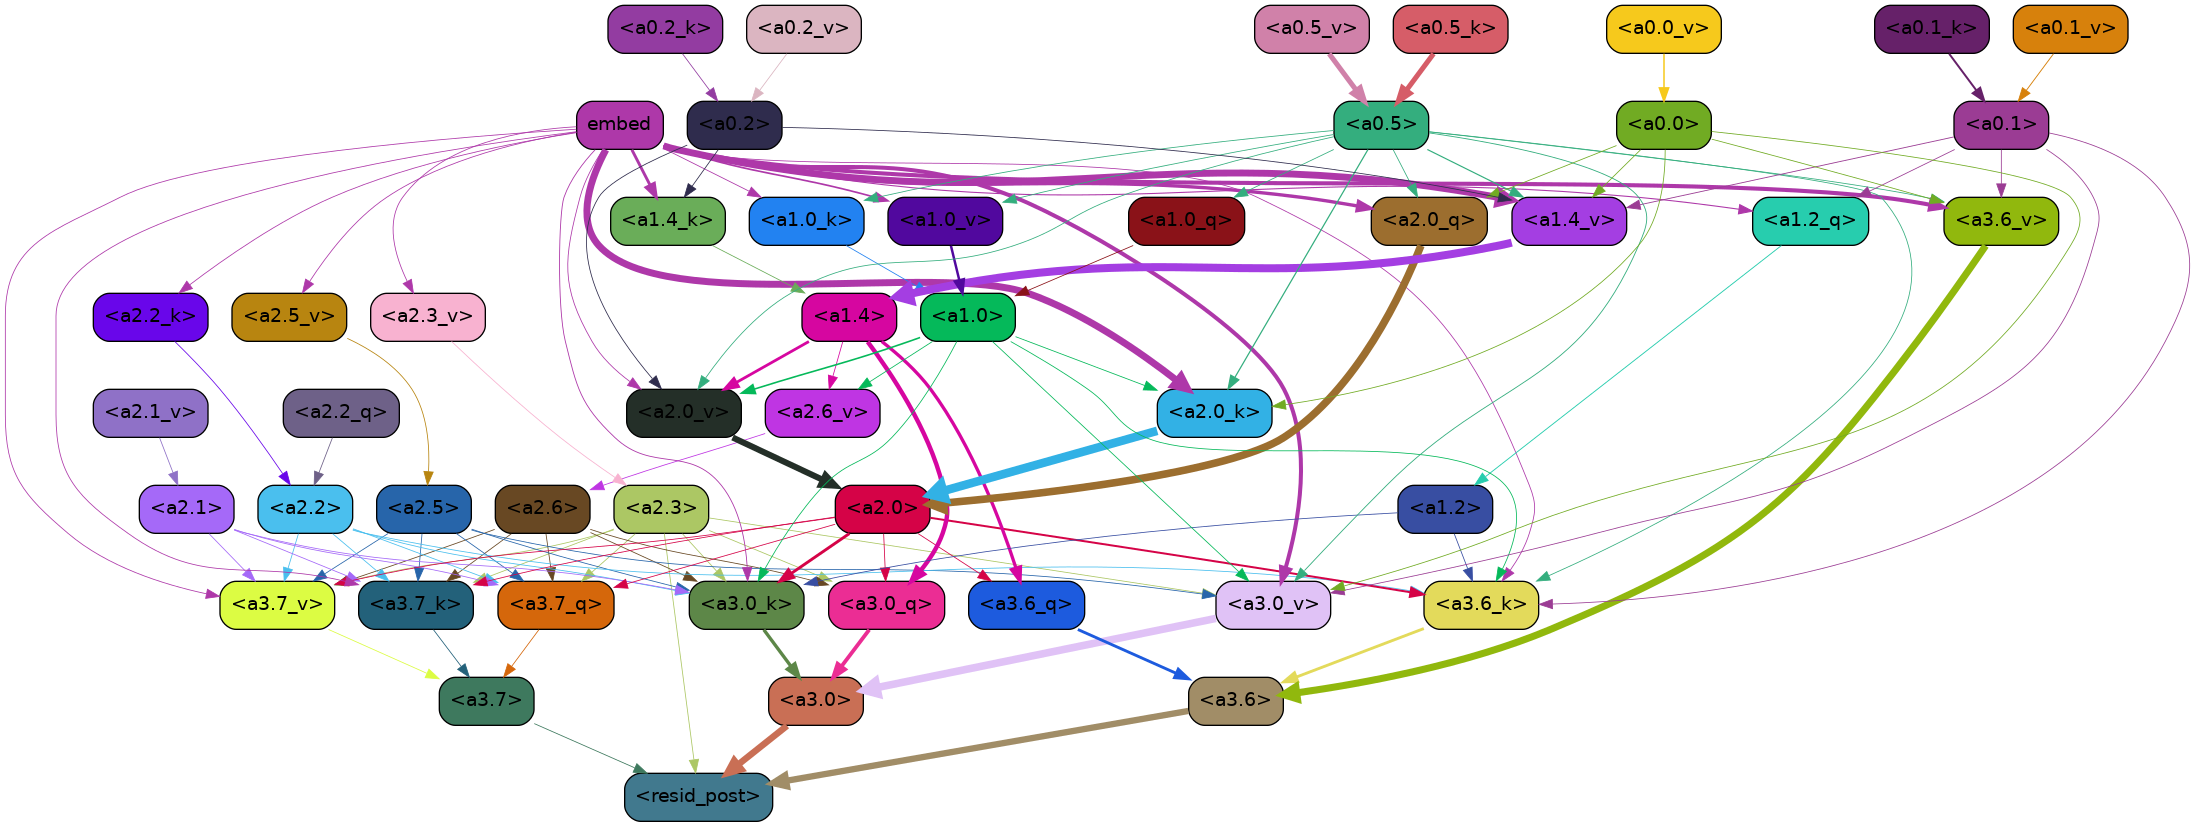 <a0.2_k>
<a0.2_v>
<a0.5_v>
<a0.5_k>
<a0.0_v>
<a0.1_k>
<a0.1_v>
embed
<a0.2>
<a0.5>
<a0.0>
<a0.1>
<a1.4_k>
<a1.0_k>
<a1.0_v>
<a1.0_q>
<a2.0_q>
<a1.4_v>
<a1.2_q>
<a3.6_v>
<a2.2_k>
<a2.5_v>
<a2.3_v>
<a1.4>
<a1.0>
<a2.1_v>
<a2.2_q>
<a2.0_v>
<a2.6_v>
<a2.0_k>
<a2.1>
<a2.2>
<a2.5>
<a2.6>
<a2.3>
<a2.0>
<a1.2>
<a3.7_v>
<a3.7_k>
<a3.7_q>
<a3.0_k>
<a3.0_q>
<a3.6_q>
<a3.0_v>
<a3.6_k>
<a3.7>
<a3.0>
<a3.6>
<resid_post>